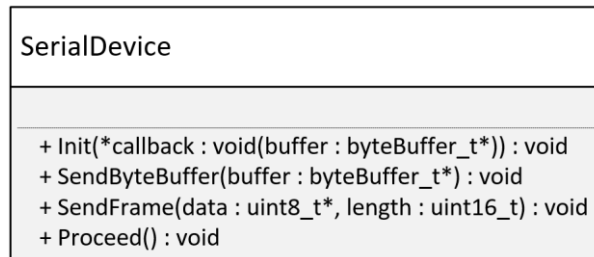 SerialDevice
+ Init(*callback : void(buffer : byteBuffer_t*)) : void
+ SendByteBuffer(buffer : byteBuffer_t*) : void
+ SendFrame(data : uint8_t*, length : uint16_t) : void
+ Proceed() : void